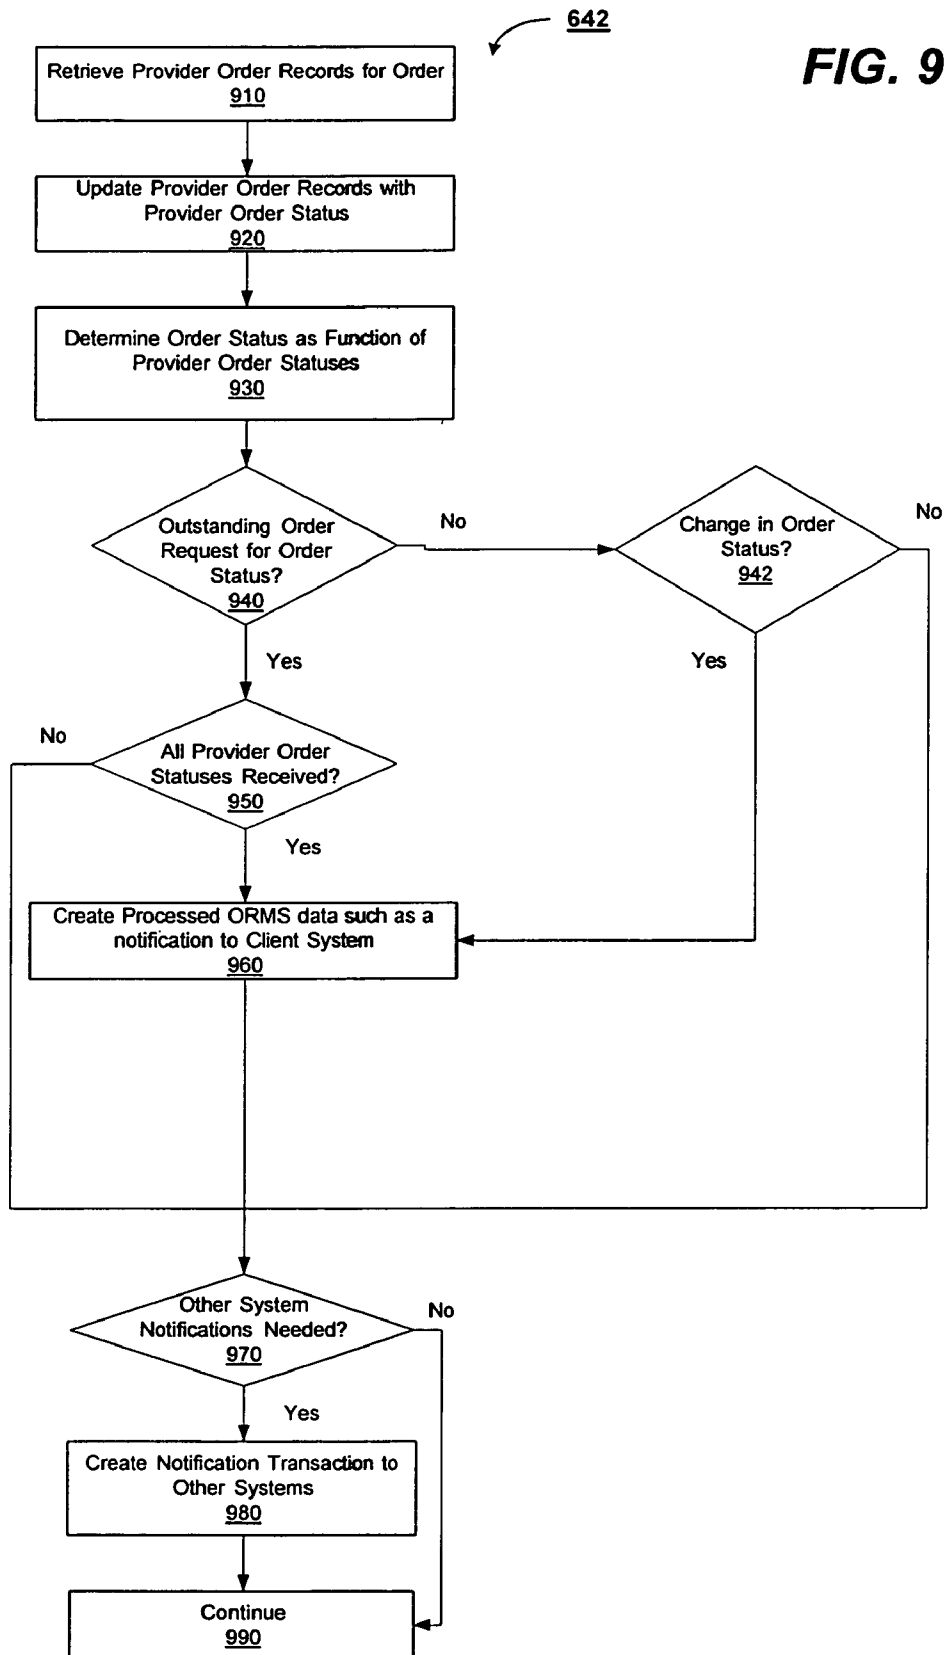 642
FIG. 9
Retrieve Provider Order Records for Order
910
Update Provider Order Records with
Provider Order Status
920
Determine Order Status as Function of
Provider Order Statuses
930
Outstanding Order
Request for Order
Status?
940
No
Change in Order
Status?
942
No
Yes
Yes
No
All Provider Order
Statuses Received?
950
Yes
Create Processed ORMS data such as a
notification to Client System
960
Other System
Notifications Needed?
970
No
Yes
Create Notification Transaction to
Other Systems
980
Continue
990